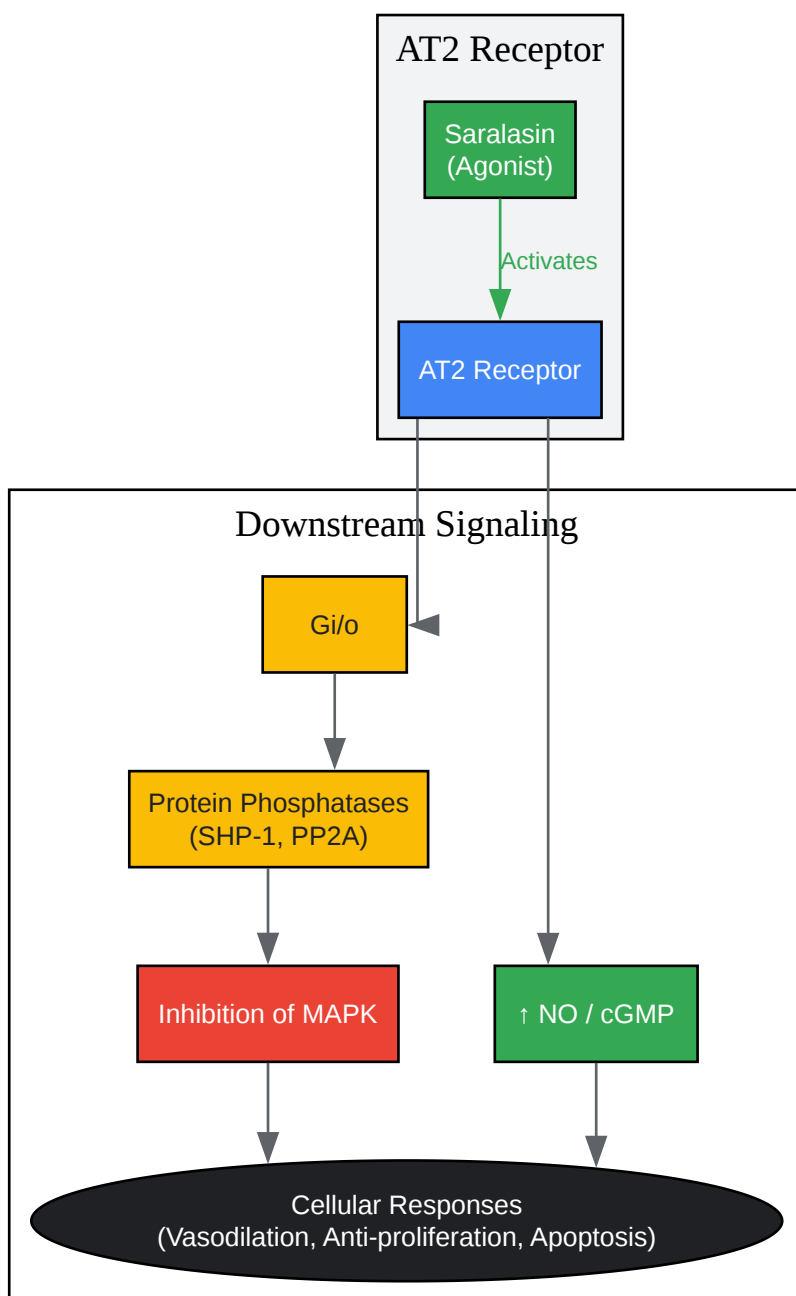 AT2 Receptor
Saralasin
(Agonist)
Activates
AT2 Receptor
Downstream Signaling
Gi/o
Protein Phosphatases
(SHP-1, PP2A)
Inhibition of MAPK
↑ NO / cGMP
Cellular Responses
(Vasodilation, Anti-proliferation, Apoptosis)